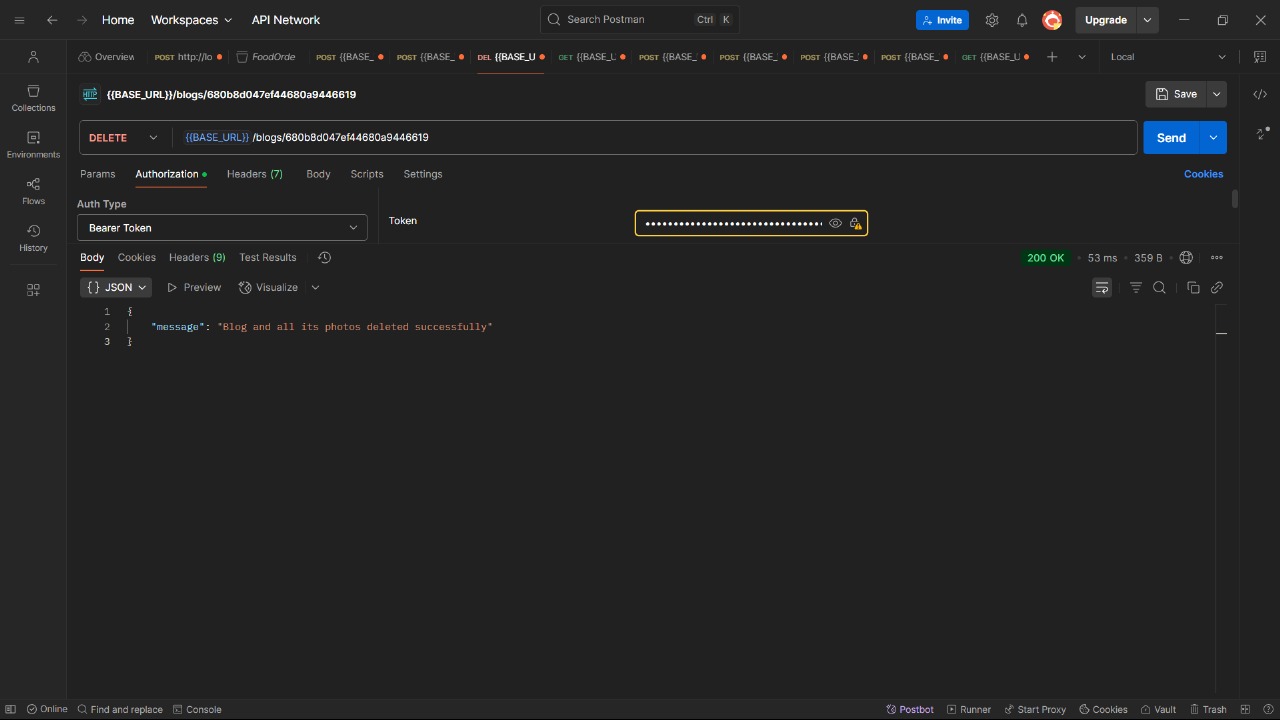 Home Workspaces API Network Search Postman Ctrl K Invite Upgrade
Overview POST http://lo FoodOrde POST {{BASE_ POST {{BASE_ DEL {{BASE_U GET {{BASE_U POST {{BASE_ POST {{BASE_ POST {{BASE_ POST {{BASE_ GET {{BASE_U Local
HTTP {{BASE_URL}}/blogs/680b8d047ef44680a9446619 Save
Collections
DELETE {{BASE_URL}} /blogs/680b8d047ef44680a9446619 Send
Environments
Params Authorization Headers (7) Body Scripts Settings Cookies
Flows
Auth Type
Token
Bearer Token
History
Body Cookies Headers (9) Test Results 200 OK 53 ms 359 B
{} JSON Preview Visualize
1 {
2 "message": "Blog and all its photos deleted successfully"
3 }
Online Find and replace Console Postbot Runner Start Proxy Cookies Vault Trash